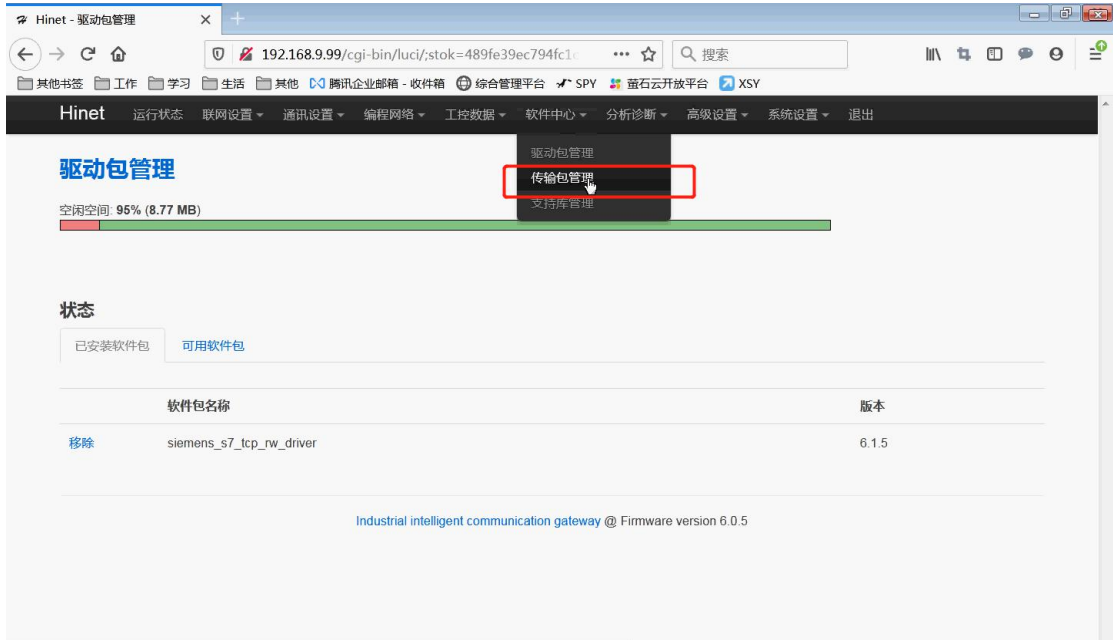 Hinet - 驱动包管理
192.168.9.99/cgi-bin/luci/;stok=489fe39ec794fc1c
搜索
其他书签 工作 学习 生活 其他 腾讯企业邮箱 - 收件箱 综合管理平台 SPY 萤石云开放平台 XSY
Hinet 运行状态 联网设置 通讯设置 编程网络 工控数据 软件中心 分析诊断 高级设置 系统设置 退出
驱动包管理
传输包管理
支持库管理
驱动包管理
空闲空间: 95% (8.77 MB)
状态
已安装软件包 可用软件包
软件包名称 版本
移除 siemens_s7_tcp_rw_driver 6.1.5
Industrial intelligent communication gateway @ Firmware version 6.0.5